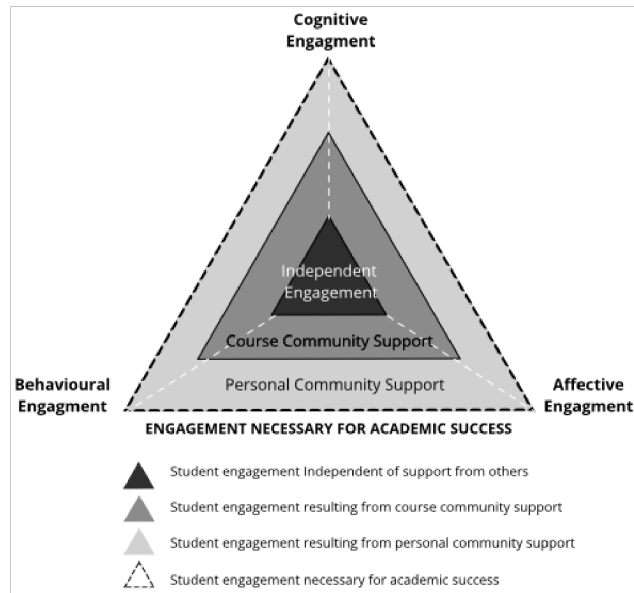 Cognitive
Engagment
Independent
Engagement
Course Community Support
Behavioural
Engagment
Personal Community Support
Affective
Engagment
ENGAGEMENT NECESSARY FOR ACADEMIC SUCCESS
Student engagement Independent of support from others
Student engagement resulting from course community support
Student engagement resulting from personal community support
Student engagement necessary for academic success